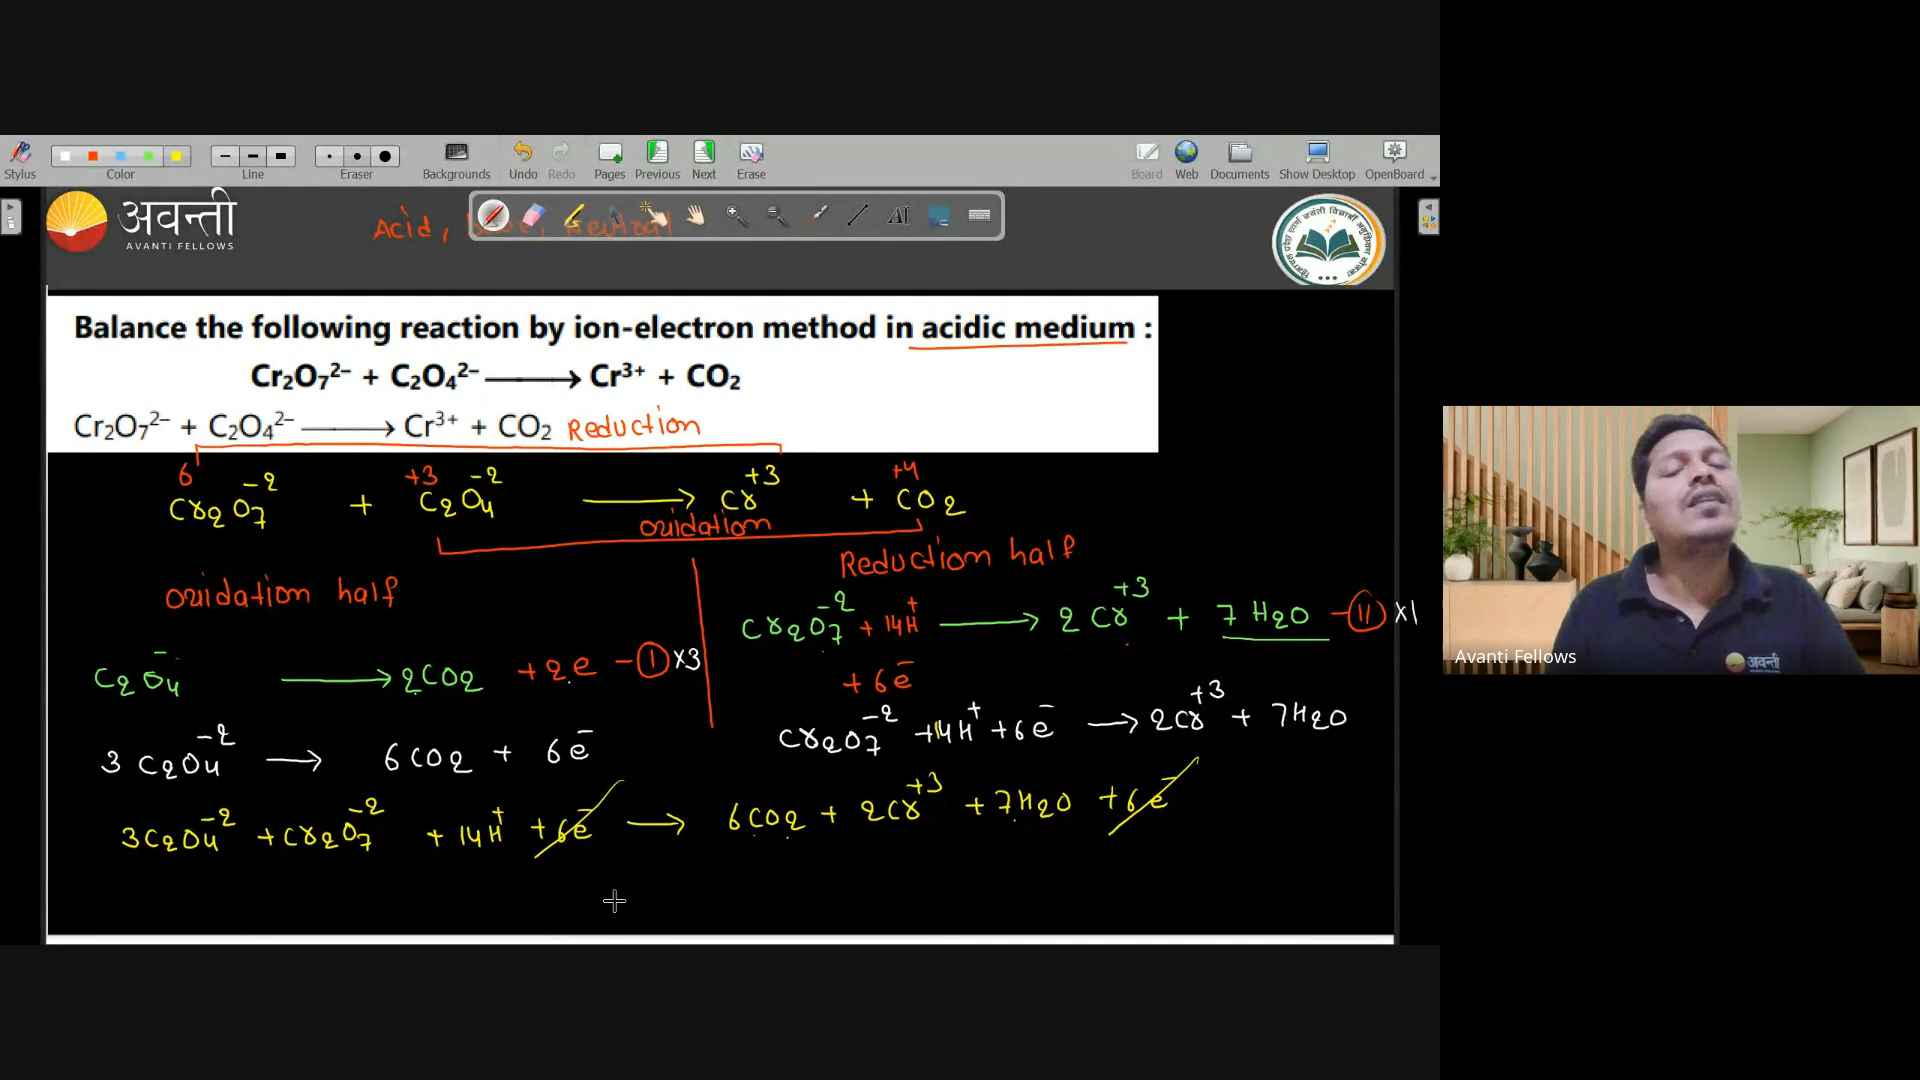 Stylus Color Line Eraser Backgrounds Undo Redo Pages Previous Next Erase Board Web Documents Show Desktop OpenBoard
अवन्ती
AVANTI FELLOWS
Acid, Neutral
AI
Balance the following reaction by ion-electron method in acidic medium :
Cr₂O₇²⁻ + C₂O₄²⁻ ⟶ Cr³⁺ + CO₂
Cr₂O₇²⁻ + C₂O₄²⁻ ⟶ Cr³⁺ + CO₂ Reduction
6 +3 +4
Cr₂O₇⁻² + C₂O₄⁻² ⟶ Cr⁺³ + CO₂
oxidation
Reduction half
oxidation half
Cr₂O₇⁻² + 14H⁺ ⟶ 2Cr⁺³ + 7H₂O - II ×1
+ 6e⁻
C₂O₄⁻ ⟶ 2CO₂ + 2e - I ×3
Cr₂O₇⁻² + 14H⁺ + 6e⁻ ⟶ 2Cr⁺³ + 7H₂O
3C₂O₄⁻² ⟶ 6CO₂ + 6e⁻
3C₂O₄⁻² + Cr₂O₇⁻² + 14H⁺ + 6e⁻ ⟶ 6CO₂ + 2Cr⁺³ + 7H₂O + 6e⁻
Avanti Fellows
अवन्ती